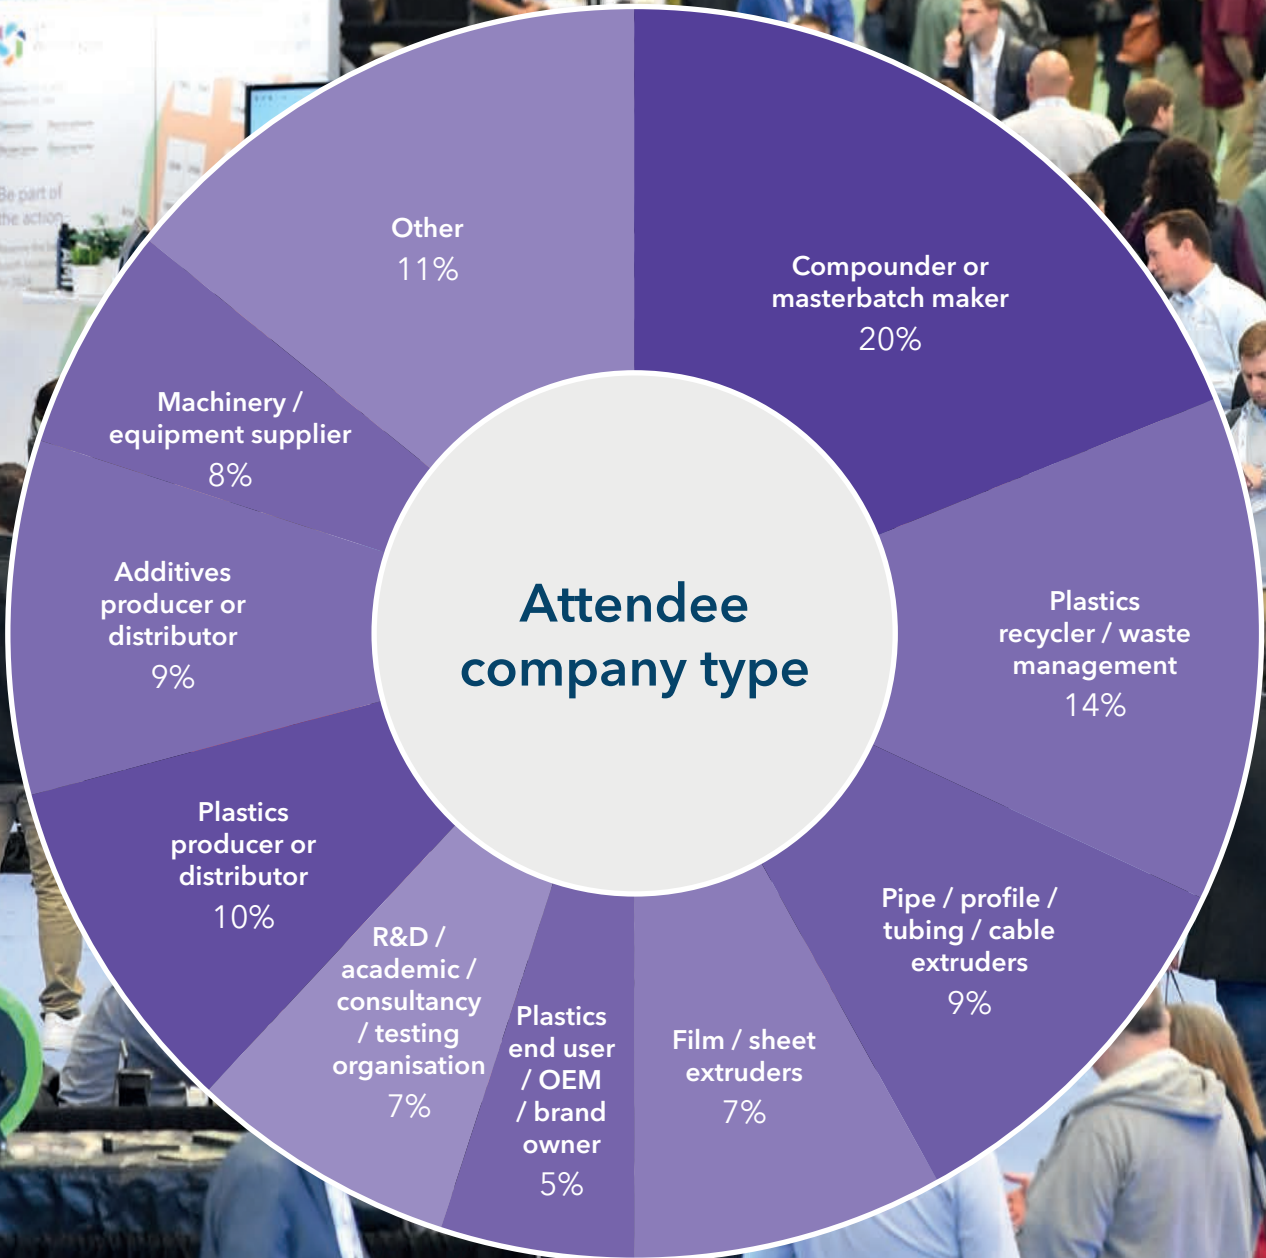 Be part of
the action
Other
11%
Compounder or
masterbatch maker
20%
Machinery /
equipment supplier
8%
Additives
producer or
distributor
9%
Attendee
company type
Plastics
recycler / waste
management
14%
Plastics
producer or
distributor
10%
Pipe / profile /
tubing / cable
extruders
9%
R&D /
academic /
consultancy
/ testing
organisation
7%
Plastics
end user
/ OEM
/ brand
owner
5%
Film / sheet
extruders
7%